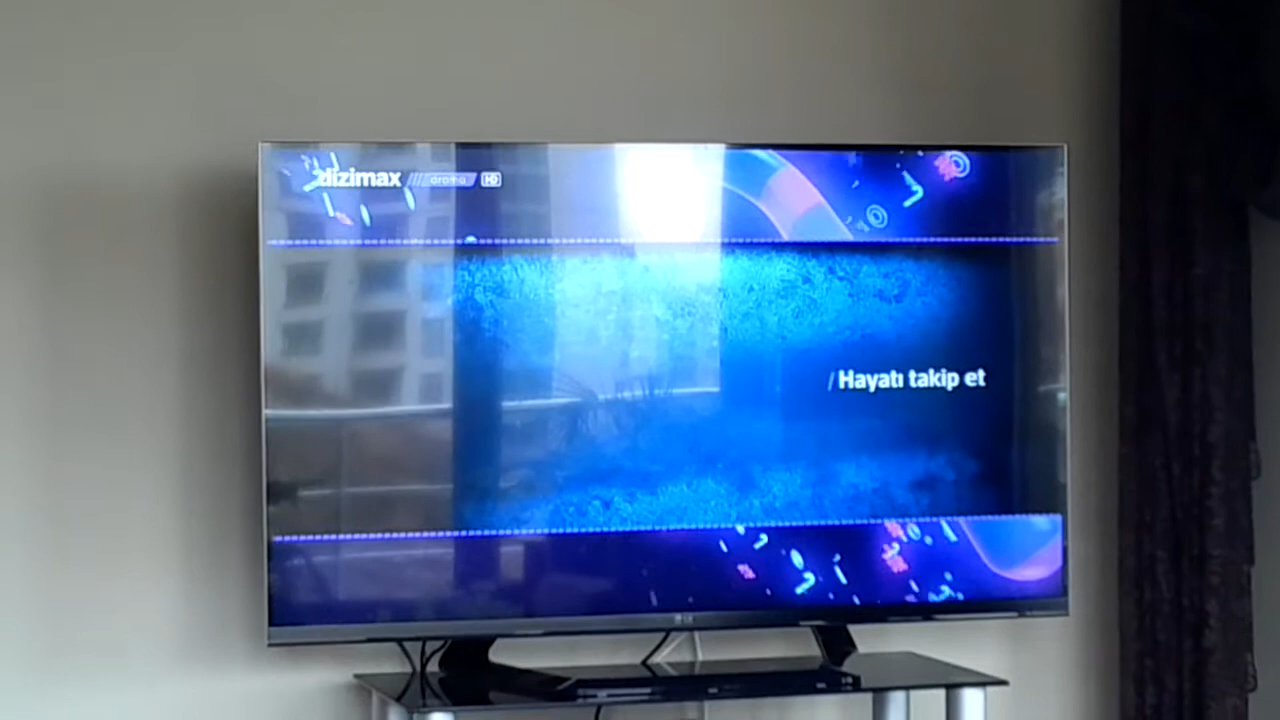 dizimax /// drama HD
/ Hayatı takip et
LG